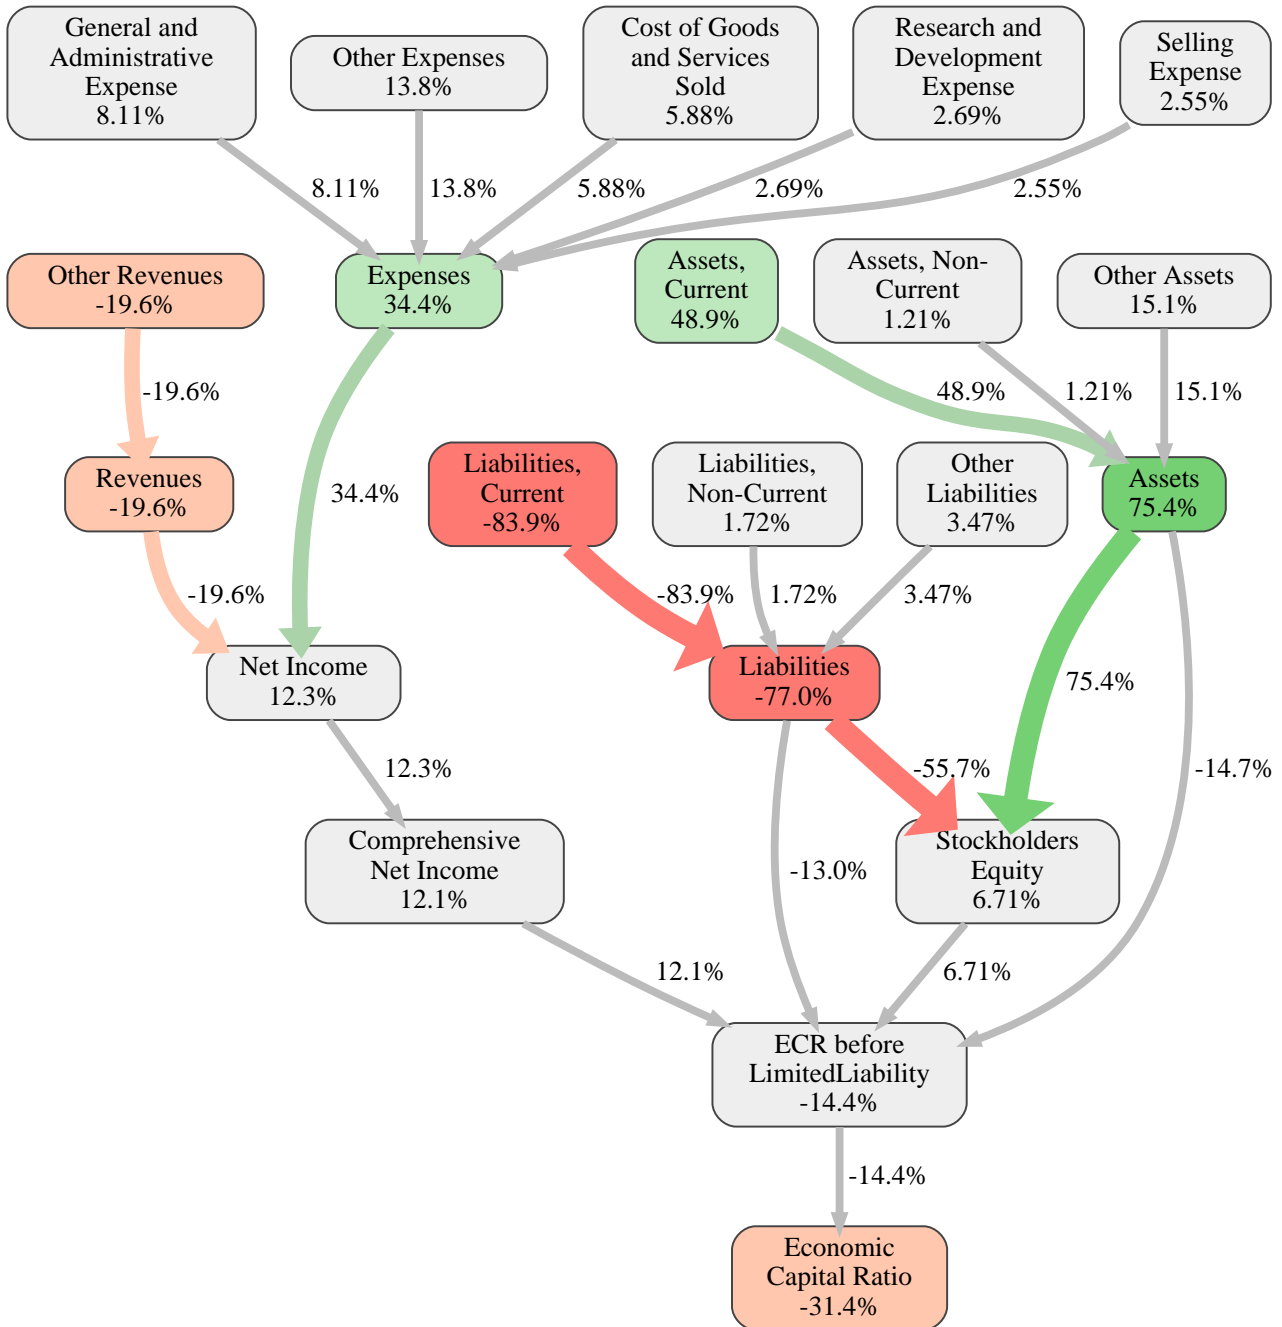 General and
Administrative
Expense
8.11%
Other Expenses
13.8%
Cost of Goods
and Services
Sold
5.88%
Research and
Development
Expense
2.69%
Selling
Expense
2.55%
8.11%
13.8%
5.88%
2.69%
2.55%
Other Revenues
-19.6%
Expenses
34.4%
Assets,
Current
48.9%
Assets, Non-
Current
1.21%
Other Assets
15.1%
-19.6%
34.4%
48.9%
1.21%
15.1%
Revenues
-19.6%
Liabilities,
Current
-83.9%
Liabilities,
Non-Current
1.72%
Other
Liabilities
3.47%
Assets
75.4%
-19.6%
-83.9%
1.72%
3.47%
75.4%
-14.7%
Net Income
12.3%
Liabilities
-77.0%
12.3%
-55.7%
-13.0%
Comprehensive
Net Income
12.1%
Stockholders
Equity
6.71%
12.1%
6.71%
ECR before
LimitedLiability
-14.4%
-14.4%
Economic
Capital Ratio
-31.4%